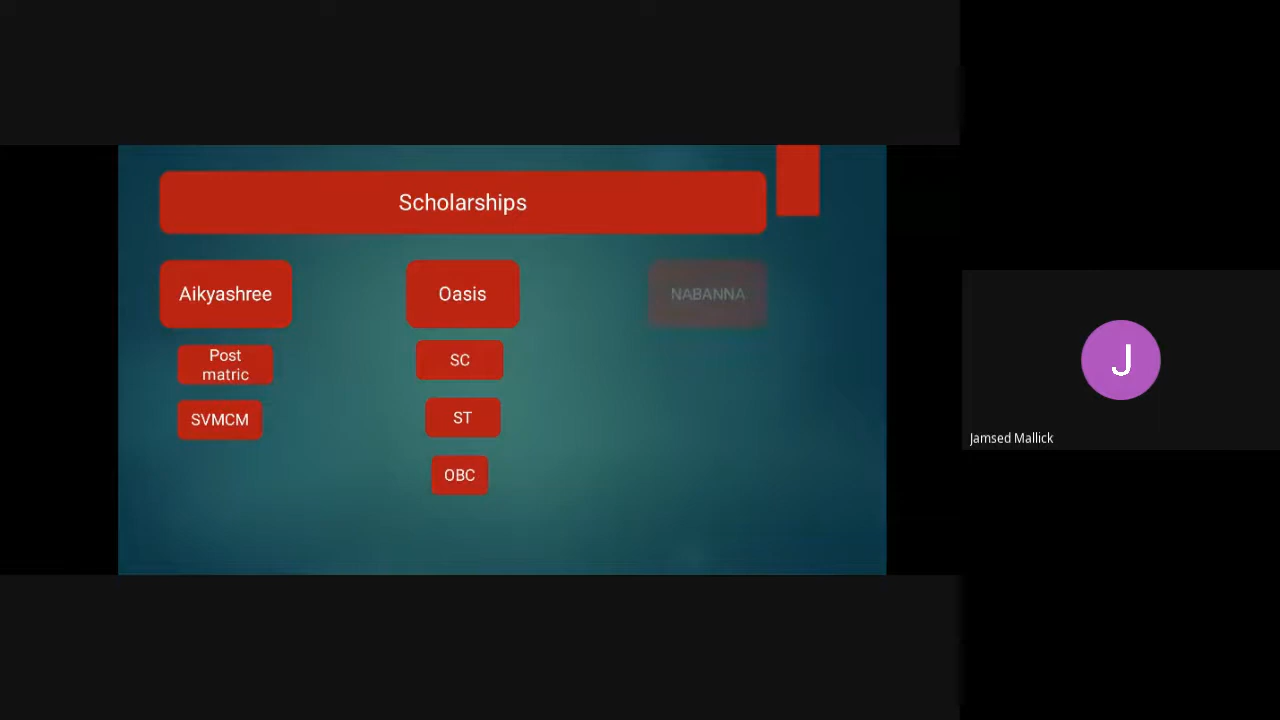 Scholarships
Aikyashree
Oasis
NABANNA
Post
matric
SC
SVMCM
ST
OBC
J
Jamsed Mallick